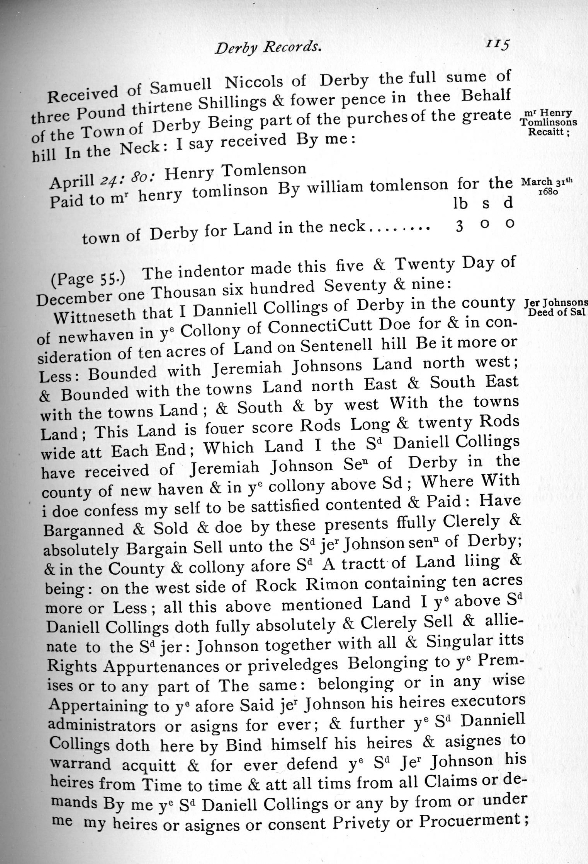 Derby Records. 115
Received of Samuell Niccols of Derby the full sume of
three Pound thirtene Shillings & fower pence in thee Behalf
of the Town of Derby Being part of the purches of the greate
hill In the Neck: I say received By me:
mʳ Henry
Tomlinsons
Recaitt;
Aprill 24: 80: Henry Tomlenson
Paid to mʳ henry tomlinson By william tomlenson for the
March 31ᵗʰ
1680
lb s d
town of Derby for Land in the neck........ 3 0 0
(Page 55.) The indentor made this five & Twenty Day of
December one Thousan six hundred Seventy & nine:
Wittneseth that I Danniell Collings of Derby in the county
Jer Johnsons
Deed of Sal
of newhaven in yᵉ Collony of ConnectiCutt Doe for & in con-
sideration of ten acres of Land on Sentenell hill Be it more or
Less: Bounded with Jeremiah Johnsons Land north west;
& Bounded with the towns Land north East & South East
with the towns Land; & South & by west With the towns
Land; This Land is fouer score Rods Long & twenty Rods
wide att Each End; Which Land I the Sᵈ Daniell Collings
have received of Jeremiah Johnson Seⁿ of Derby in the
county of new haven & in yᵉ collony above Sd; Where With
i doe confess my self to be sattisfied contented & Paid: Have
Barganned & Sold & doe by these presents ffully Clerely &
absolutely Bargain Sell unto the Sᵈ jeʳ Johnson senⁿ of Derby;
& in the County & collony afore Sᵈ A tractt of Land liing &
being: on the west side of Rock Rimon containing ten acres
more or Less; all this above mentioned Land I yᵉ above Sᵈ
Daniell Collings doth fully absolutely & Clerely Sell & allie-
nate to the Sᵈ jer: Johnson together with all & Singular itts
Rights Appurtenances or priveledges Belonging to yᵉ Prem-
ises or to any part of The same: belonging or in any wise
Appertaining to yᵉ afore Said jeʳ Johnson his heires executors
administrators or asigns for ever; & further yᵉ Sᵈ Danniell
Collings doth here by Bind himself his heires & asignes to
warrand acquitt & for ever defend yᵉ Sᵈ Jeʳ Johnson his
heires from Time to time & att all tims from all Claims or de-
mands By me yᵉ Sᵈ Daniell Collings or any by from or under
me my heires or asignes or consent Privety or Procuerment;